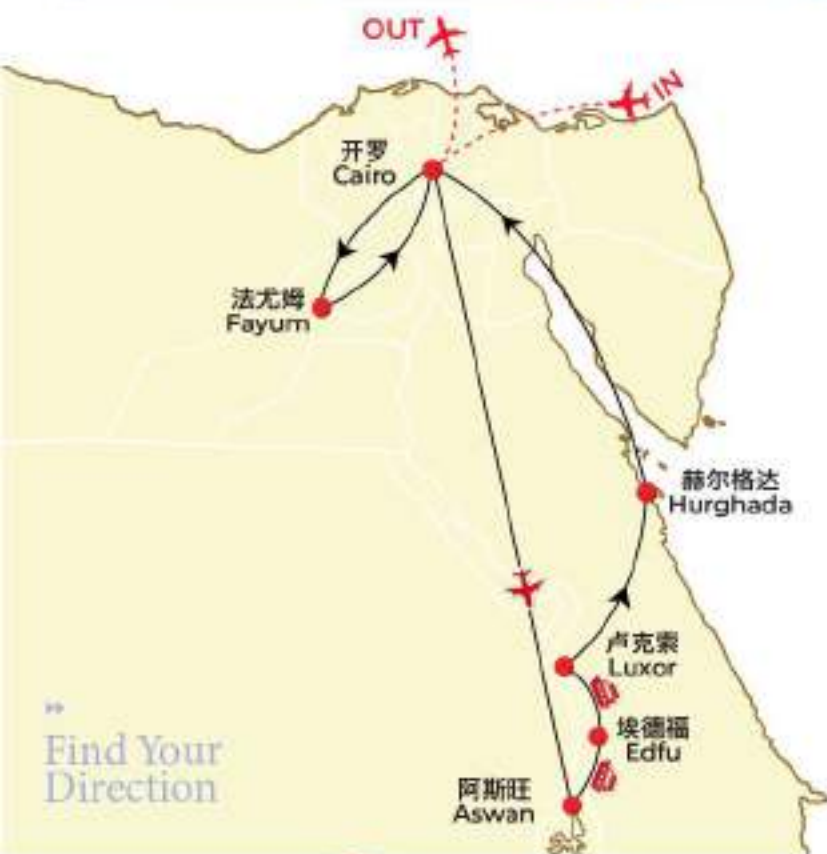 OUT
IN
开罗
Cairo
法尤姆
Fayum
赫尔格达
Hurghada
卢克索
Luxor
埃德福
Edfu
阿斯旺
Aswan
Find Your
Direction